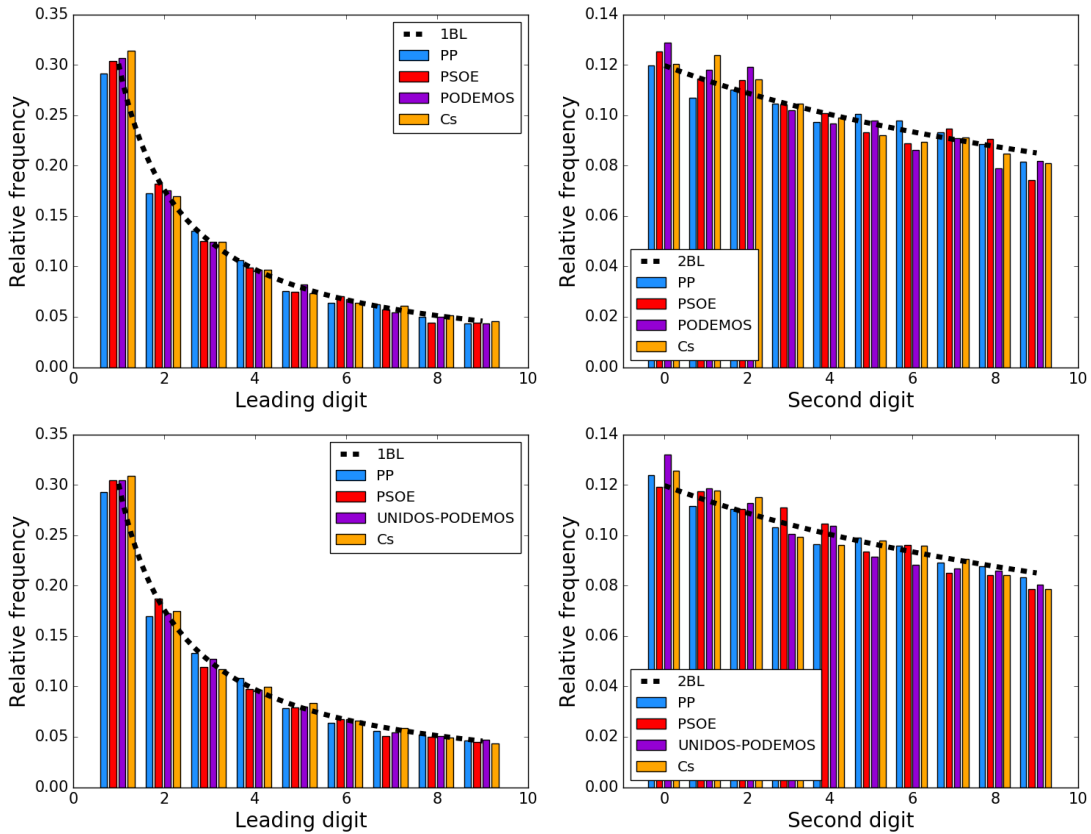 0.35
0.30
0.25
0.20
0.15
0.10
0.05
0.00
Relative frequency
1BL
PP
PSOE
PODEMOS
Cs
0 2 4 6 8 10
Leading digit
0.14
0.12
0.10
0.08
0.06
0.04
0.02
0.00
Relative frequency
2BL
PP
PSOE
PODEMOS
Cs
0 2 4 6 8 10
Second digit
0.35
0.30
0.25
0.20
0.15
0.10
0.05
0.00
Relative frequency
1BL
PP
PSOE
UNIDOS-PODEMOS
Cs
0 2 4 6 8 10
Leading digit
0.14
0.12
0.10
0.08
0.06
0.04
0.02
0.00
Relative frequency
2BL
PP
PSOE
UNIDOS-PODEMOS
Cs
0 2 4 6 8 10
Second digit